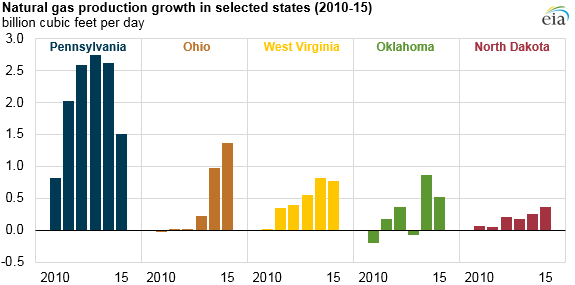 Natural gas production growth in selected states (2010-15)
billion cubic feet per day
eia
3.0
2.5
2.0
1.5
1.0
0.5
0.0
-0.5
Pennsylvania
Ohio
West Virginia
Oklahoma
North Dakota
2010 15
2010 15
2010 15
2010 15
2010 15